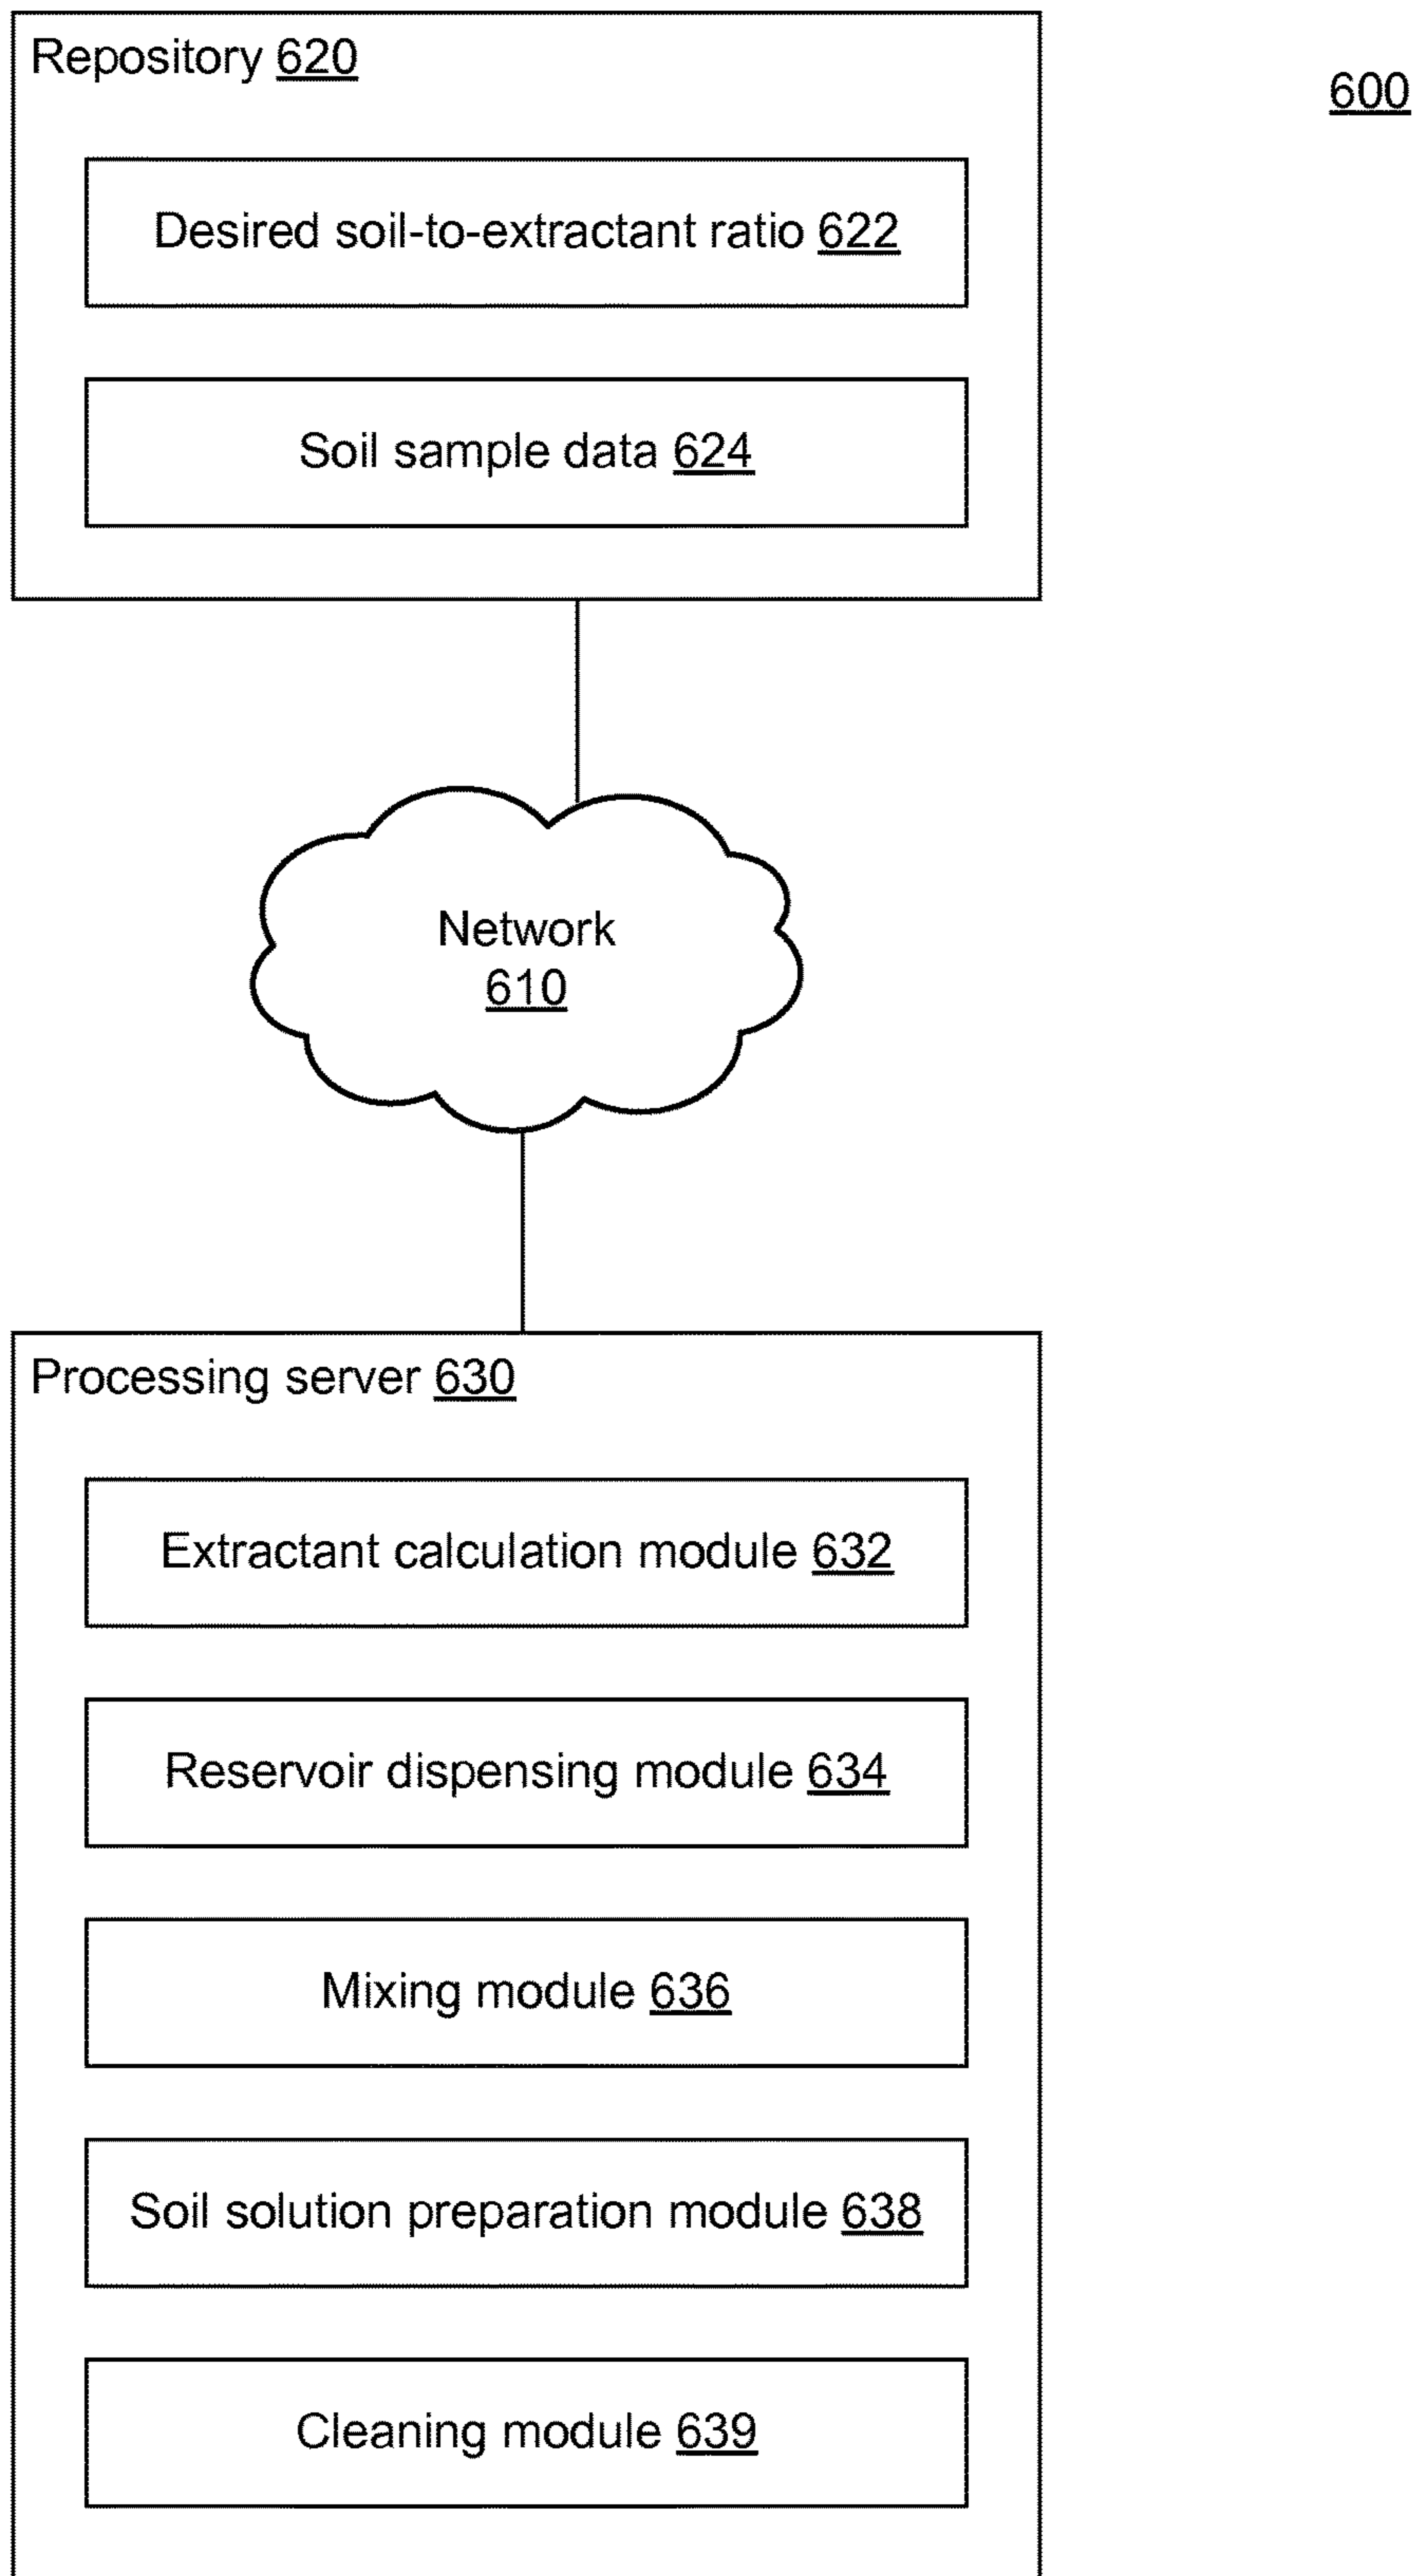 Repository 620
600
Desired soil-to-extractant ratio 622
Soil sample data 624
Network
610
Processing server 630
Extractant calculation module 632
Reservoir dispensing module 634
Mixing module 636
Soil solution preparation module 638
Cleaning module 639